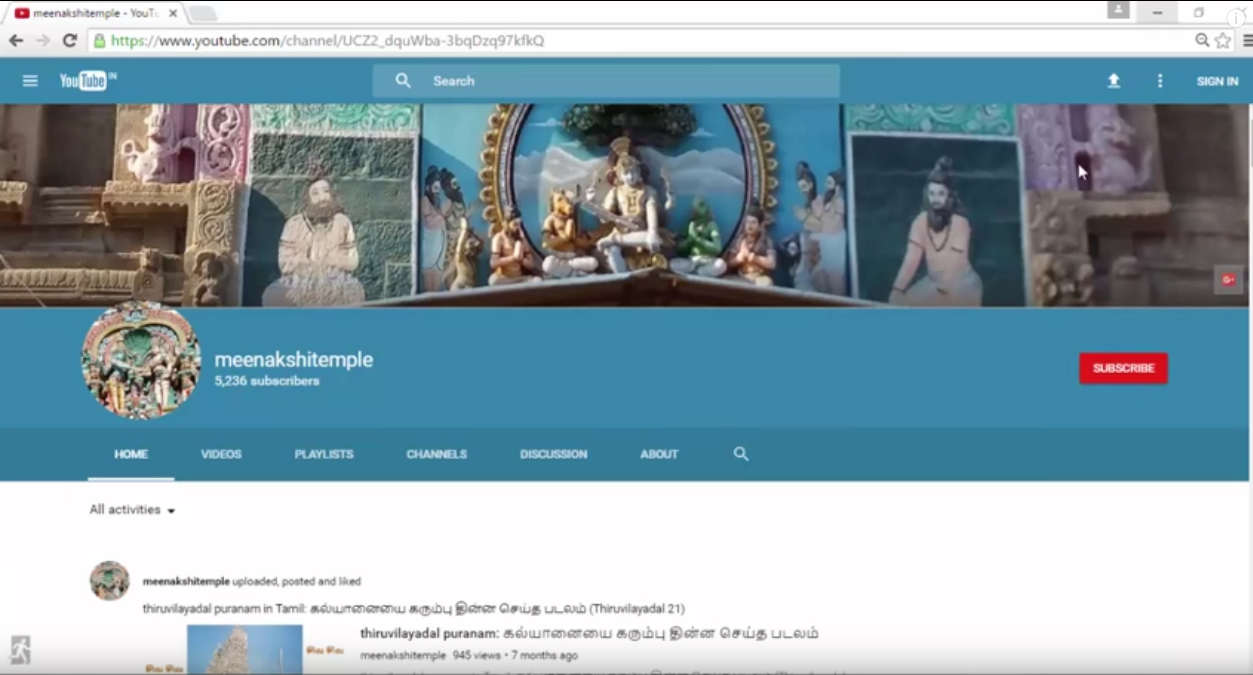 meenakshitemple - YouTu
https://www.youtube.com/channel/UCZ2_dquWba-3bqDzq97kfkQ
YouTube IN
Search
SIGN IN
G+
meenakshitemple
5,236 subscribers
SUBSCRIBE
HOME VIDEOS PLAYLISTS CHANNELS DISCUSSION ABOUT
All activities
meenakshitemple uploaded, posted and liked
thiruvilayadal puranam in Tamil: கல்யானையை கரும்பு தின்ன செய்த படலம் (Thiruvilayadal 21)
thiruvilayadal puranam: கல்யானையை கரும்பு தின்ன செய்த படலம்
meenakshitemple 945 views • 7 months ago
சிவ சிவ
சிவ சிவ